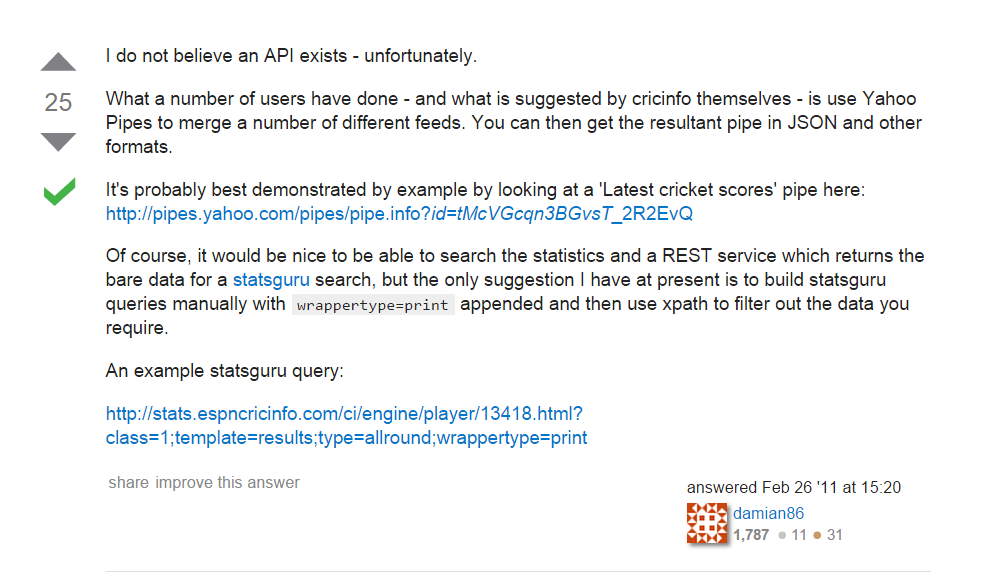 I do not believe an API exists - unfortunately.
25
What a number of users have done - and what is suggested by cricinfo themselves - is use Yahoo
Pipes to merge a number of different feeds. You can then get the resultant pipe in JSON and other
formats.
It's probably best demonstrated by example by looking at a 'Latest cricket scores' pipe here:
http://pipes.yahoo.com/pipes/pipe.info?id=tMcVGcqn3BGvsT_2R2EvQ
Of course, it would be nice to be able to search the statistics and a REST service which returns the
bare data for a statsguru search, but the only suggestion I have at present is to build statsguru
queries manually with wrappertype=print appended and then use xpath to filter out the data you
require.
An example statsguru query:
http://stats.espncricinfo.com/ci/engine/player/13418.html?
class=1;template=results;type=allround;wrappertype=print
share improve this answer
answered Feb 26 '11 at 15:20
damian86
1,787 11 31